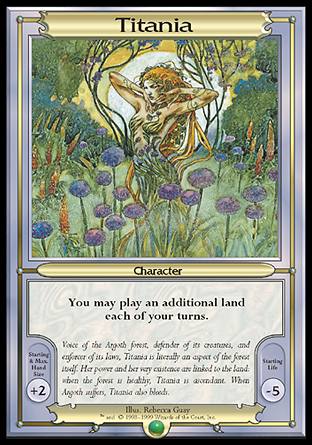 Titania
Character
You may play an additional land
each of your turns.
Voice of the Argoth forest, defender of its creatures, and
enforcer of its laws, Titania is literally an aspect of the forest
itself. Her power and her very existence are linked to the land:
when the forest is healthy, Titania is ascendant. When
Argoth suffers, Titania also bleeds.
Starting
& Max.
Hand
Size
+2
Starting
Life
-5
Illus. Rebecca Guay
™ and © 1993-1999 Wizards of the Coast, Inc.